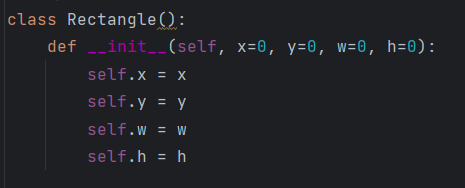 class Rectangle():
    def __init__(self, x=0, y=0, w=0, h=0):
        self.x = x
        self.y = y
        self.w = w
        self.h = h